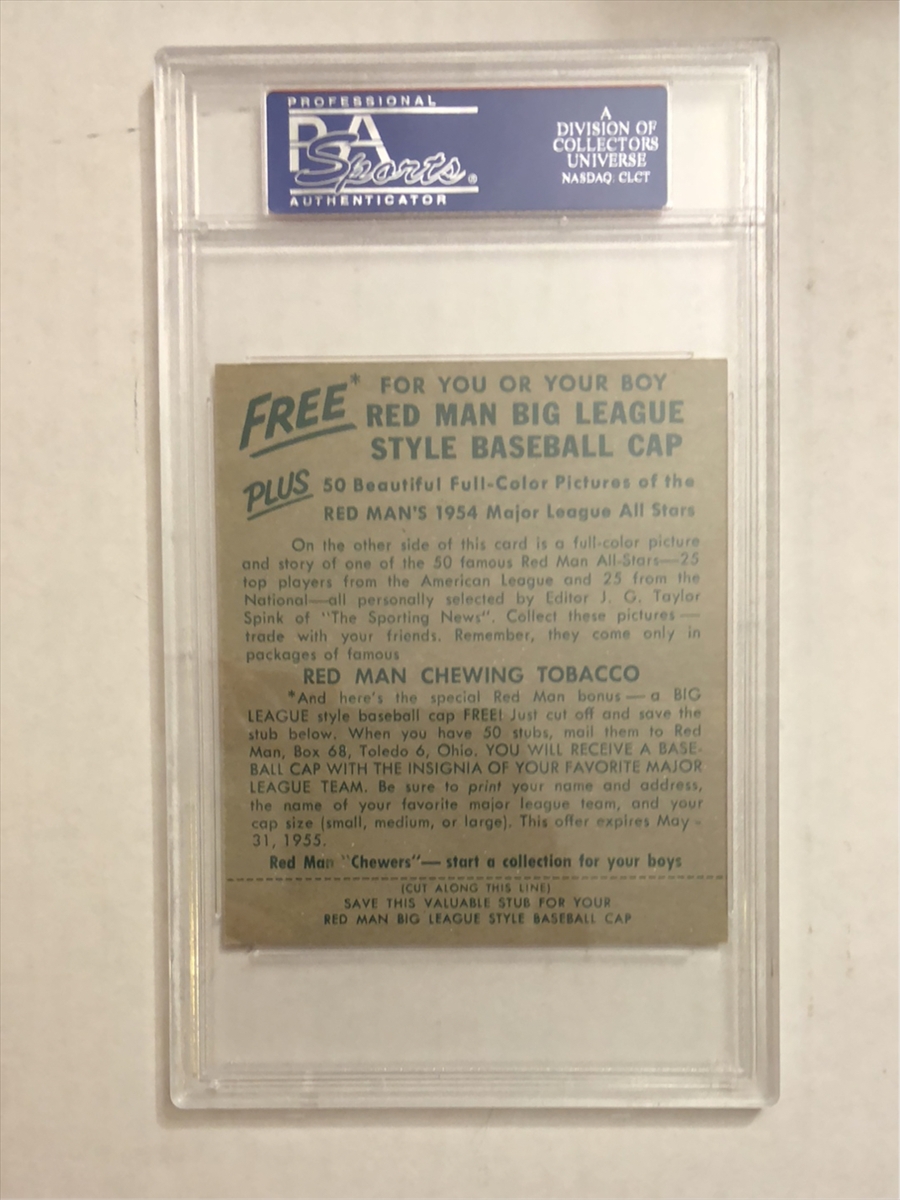 PROFESSIONAL
PSA
Sports®
AUTHENTICATOR
A
DIVISION OF
COLLECTORS
UNIVERSE
NASDAQ: CLCT
FREE* FOR YOU OR YOUR BOY
RED MAN BIG LEAGUE
STYLE BASEBALL CAP
PLUS 50 Beautiful Full-Color Pictures of the
RED MAN'S 1954 Major League All Stars
On the other side of this card is a full-color picture
and story of one of the 50 famous Red Man All-Stars—25
top players from the American League and 25 from the
National—all personally selected by Editor J. G. Taylor
Spink of "The Sporting News". Collect these pictures—
trade with your friends. Remember, they come only in
packages of famous
RED MAN CHEWING TOBACCO
*And here's the special Red Man bonus — a BIG
LEAGUE style baseball cap FREE! Just cut off and save the
stub below. When you have 50 stubs, mail them to Red
Man, Box 68, Toledo 6, Ohio. YOU WILL RECEIVE A BASE-
BALL CAP WITH THE INSIGNIA OF YOUR FAVORITE MAJOR
LEAGUE TEAM. Be sure to print your name and address,
the name of your favorite major league team, and your
cap size (small, medium, or large). This offer expires May
31, 1955.
Red Man "Chewers"— start a collection for your boys
(CUT ALONG THIS LINE)
SAVE THIS VALUABLE STUB FOR YOUR
RED MAN BIG LEAGUE STYLE BASEBALL CAP